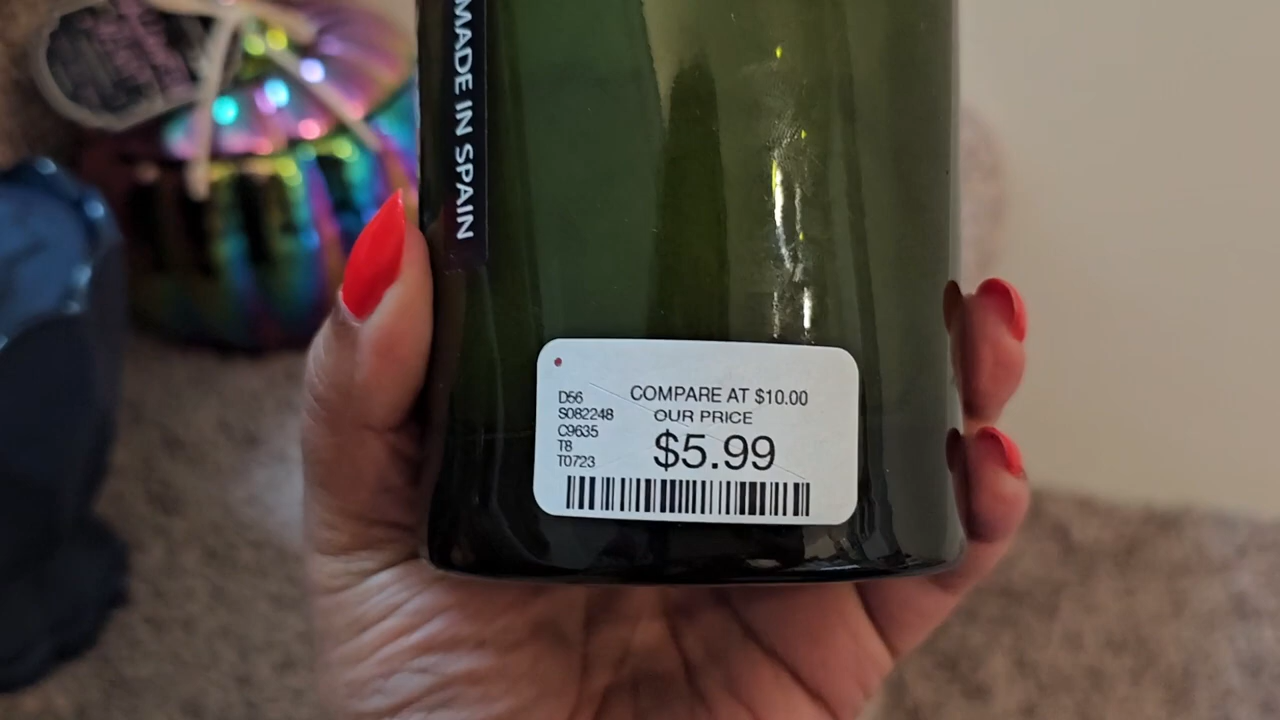 MADE IN SPAIN
D56
S082248
C9635
T8
T0723
COMPARE AT $10.00
OUR PRICE
$5.99